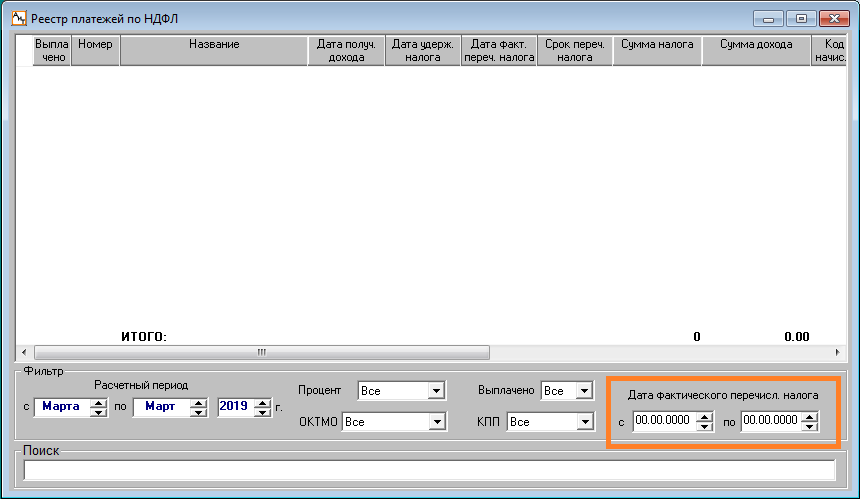 Реестр платежей по НДФЛ
Выпла
чено
Номер
Название
Дата получ.
дохода
Дата удерж.
налога
Дата факт.
переч. налога
Срок переч.
налога
Сумма налога
Сумма дохода
Код
начис.
ИТОГО: 0 0.00
Фильтр
Расчетный период
с Марта по Март 2019 г.
Процент Все
ОКТМО Все
Выплачено Все
КПП Все
Дата фактического перечисл. налога
с 00.00.0000 по 00.00.0000
Поиск